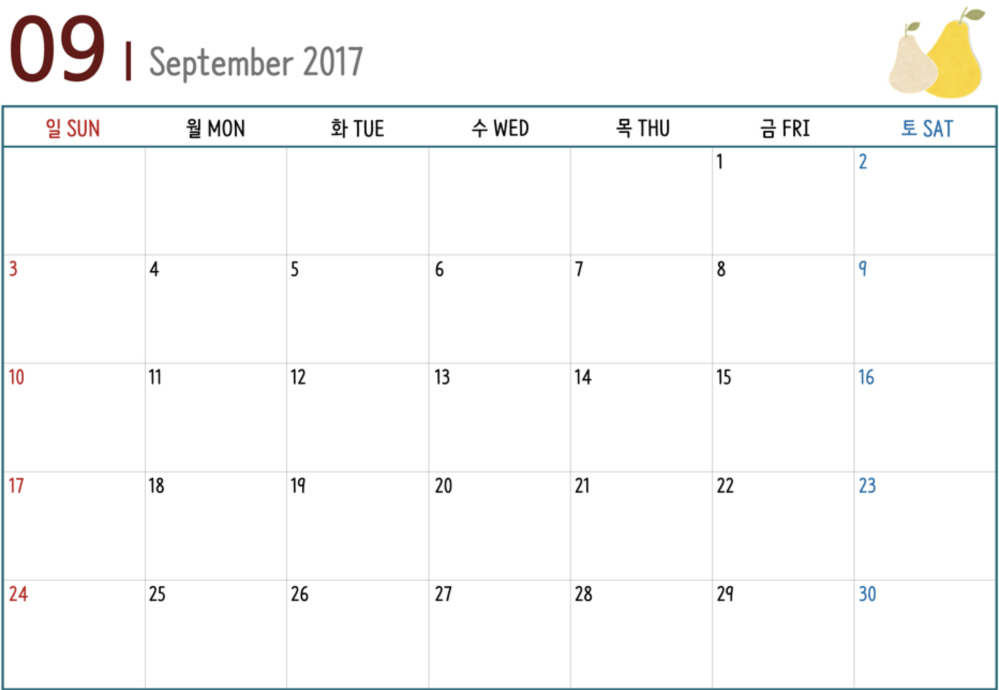 09 | September 2017
일 SUN 월 MON 화 TUE 수 WED 목 THU 금 FRI 토 SAT
1 2
3 4 5 6 7 8 9
10 11 12 13 14 15 16
17 18 19 20 21 22 23
24 25 26 27 28 29 30